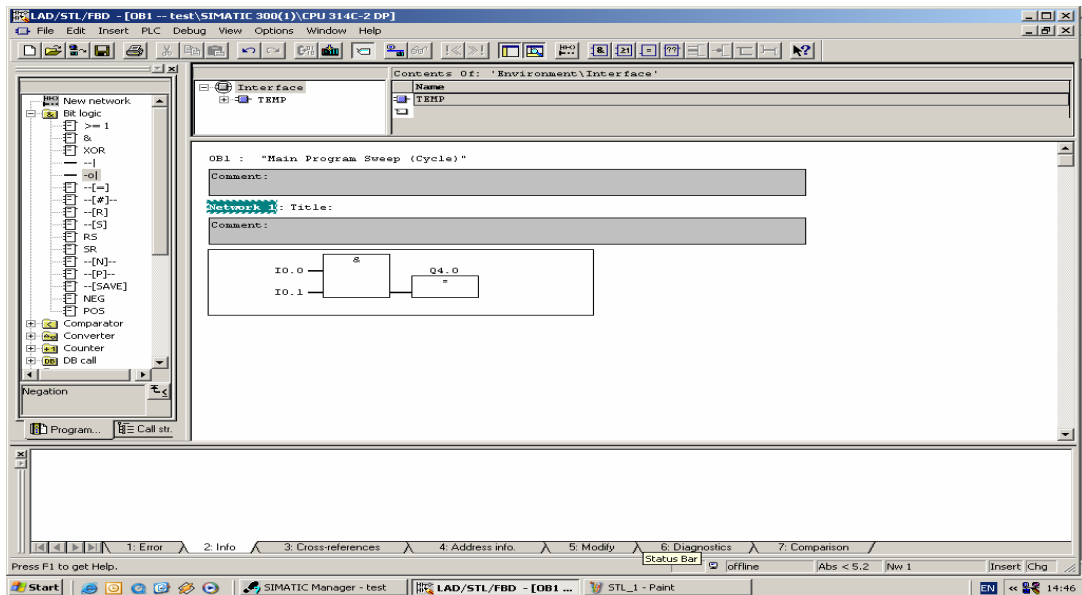 LAD/STL/FBD - [OB1 -- test\SIMATIC 300(1)\CPU 314C-2 DP]
File Edit Insert PLC Debug View Options Window Help
Contents Of: 'Environment\Interface'
Interface
Name
TEMP
TEMP
New network
Bit logic
>= 1
&
XOR
--|
-o|
--[=]
--[#]--
--[R]
--[S]
RS
SR
--[N]--
--[P]--
--[SAVE]
NEG
POS
Comparator
Converter
Counter
DB call
Negation
Program...
Call str.
OB1 : "Main Program Sweep (Cycle)"
Comment:
Network 1: Title:
Comment:
&
I0.0
Q4.0
=
I0.1
1: Error
2: Info
3: Cross-references
4: Address info.
5: Modify
6: Diagnostics
7: Comparison
Status Bar
Press F1 to get Help.
offline
Abs < 5.2
Nw 1
Insert
Chg
Start
SIMATIC Manager - test
LAD/STL/FBD - [OB1 ...
STL_1 - Paint
EN
14:46